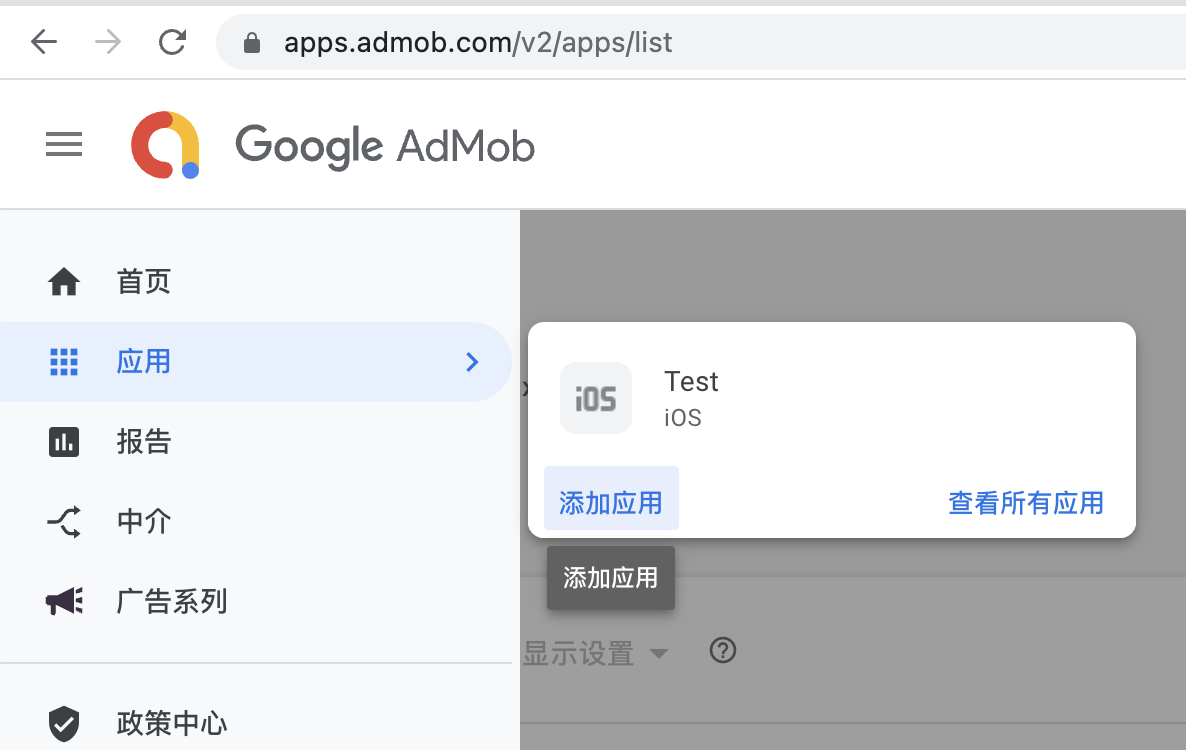 apps.admob.com/v2/apps/list
Google AdMob
首页
应用
报告
中介
广告系列
政策中心
iOS
Test
iOS
添加应用
查看所有应用
添加应用
显示设置